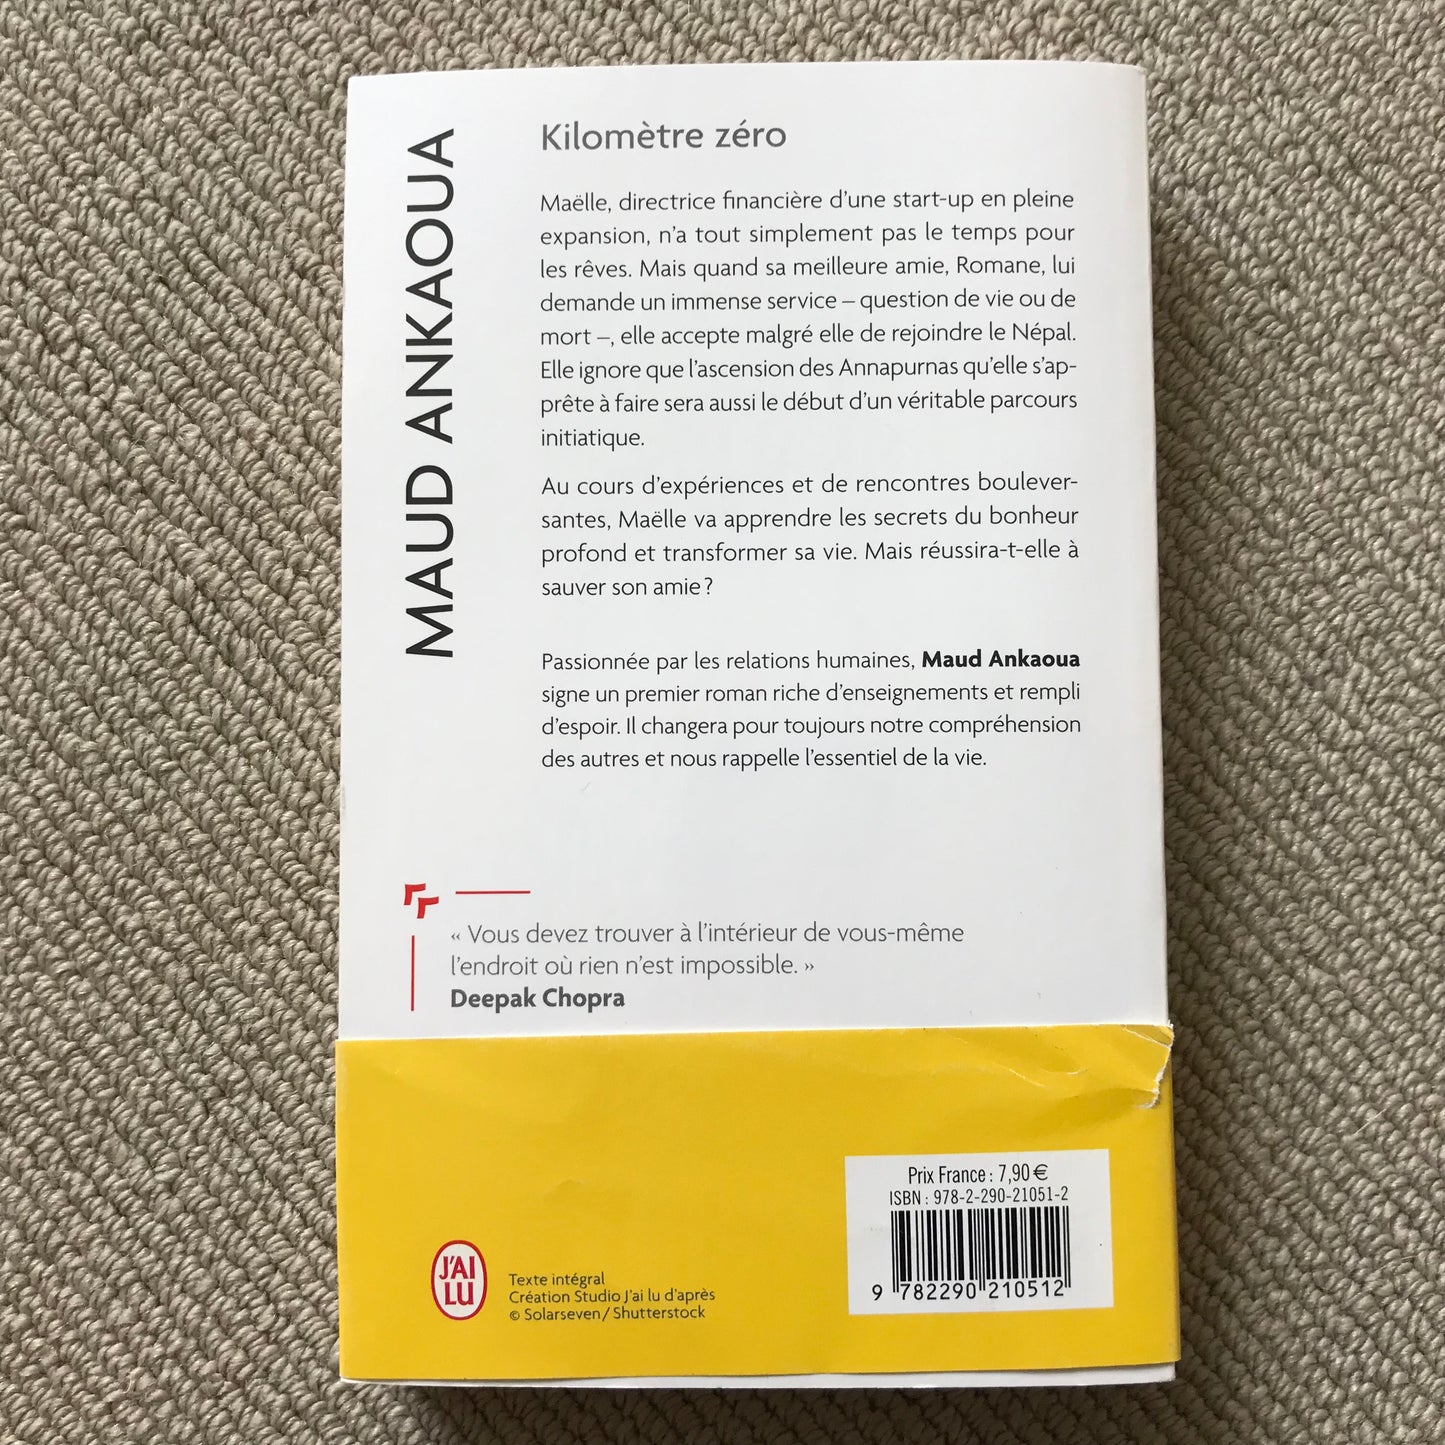 MAUD ANKAOUA
Kilomètre zéro
Maëlle, directrice financière d'une start-up en pleine
expansion, n'a tout simplement pas le temps pour
les rêves. Mais quand sa meilleure amie, Romane, lui
demande un immense service – question de vie ou de
mort –, elle accepte malgré elle de rejoindre le Népal.
Elle ignore que l'ascension des Annapurnas qu'elle s'ap-
prête à faire sera aussi le début d'un véritable parcours
initiatique.
Au cours d'expériences et de rencontres boulever-
santes, Maëlle va apprendre les secrets du bonheur
profond et transformer sa vie. Mais réussira-t-elle à
sauver son amie ?
Passionnée par les relations humaines, Maud Ankaoua
signe un premier roman riche d'enseignements et rempli
d'espoir. Il changera pour toujours notre compréhension
des autres et nous rappelle l'essentiel de la vie.
« Vous devez trouver à l'intérieur de vous-même
l'endroit où rien n'est impossible. »
Deepak Chopra
Prix France : 7,90 €
ISBN : 978-2-290-21051-2
9 782290 210512
J'AI
LU
Texte intégral
Création Studio J'ai lu d'après
© Solarseven / Shutterstock